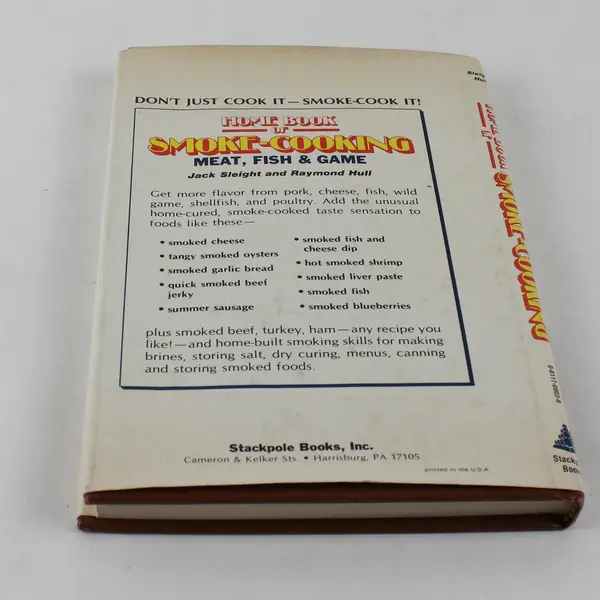 DON'T JUST COOK IT — SMOKE-COOK IT!
HOME BOOK
OF
SMOKE-COOKING
MEAT, FISH & GAME
Jack Sleight and Raymond Hull
Get more flavor from pork, cheese, fish, wild
game, shellfish, and poultry. Add the unusual
home-cured, smoke-cooked taste sensation to
foods like these—
• smoked cheese
• tangy smoked oysters
• smoked garlic bread
• quick smoked beef
jerky
• summer sausage
• smoked fish and
cheese dip
• hot smoked shrimp
• smoked liver paste
• smoked fish
• smoked blueberries
plus smoked beef, turkey, ham—any recipe you
like!—and home-built smoking skills for making
brines, storing salt, dry curing, menus, canning
and storing smoked foods.
Stackpole Books, Inc.
Cameron & Kelker Sts. • Harrisburg, PA 17105
printed in the U.S.A.
SMOKE-COOKING